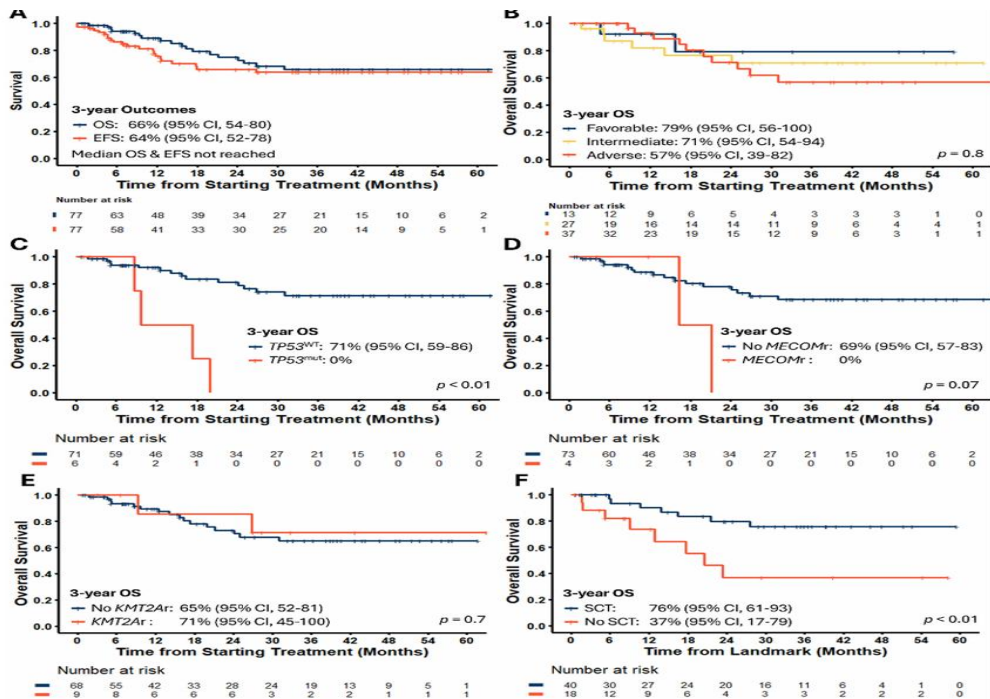 A
1.0
0.8
0.6
0.4
0.2
0.0
Survival
3-year Outcomes
OS: 66% (95% CI, 54-80)
EFS: 64% (95% CI, 52-78)
Median OS & EFS not reached
0 6 12 18 24 30 36 42 48 54 60
Time from Starting Treatment (Months)
Number at risk
77 63 48 39 34 27 21 15 10 6 2
77 58 41 33 30 25 20 14 9 5 1
B
1.0
0.8
0.6
0.4
0.2
0.0
Overall Survival
3-year OS
Favorable: 79% (95% CI, 56-100)
Intermediate: 71% (95% CI, 54-94)
Adverse: 57% (95% CI, 39-82)
p = 0.8
0 6 12 18 24 30 36 42 48 54 60
Time from Starting Treatment (Months)
Number at risk
13 12 9 6 5 4 3 3 3 1 0
27 19 16 14 14 11 9 6 4 4 1
37 32 23 19 15 12 9 6 3 1 1
C
1.0
0.8
0.6
0.4
0.2
0.0
Overall Survival
3-year OS
TP53WT: 71% (95% CI, 59-86)
TP53mut: 0%
p < 0.01
0 6 12 18 24 30 36 42 48 54 60
Time from Starting Treatment (Months)
Number at risk
71 59 46 38 34 27 21 15 10 6 2
6 4 2 1 0 0 0 0 0 0 0
D
1.0
0.8
0.6
0.4
0.2
0.0
Overall Survival
3-year OS
No MECOMr: 69% (95% CI, 57-83)
MECOMr: 0%
p = 0.07
0 6 12 18 24 30 36 42 48 54 60
Time from Starting Treatment (Months)
Number at risk
73 60 46 38 34 27 21 15 10 6 2
4 3 2 1 0 0 0 0 0 0 0
E
1.0
0.8
0.6
0.4
0.2
0.0
Overall Survival
3-year OS
No KMT2Ar: 65% (95% CI, 52-81)
KMT2Ar: 71% (95% CI, 45-100)
p = 0.7
0 6 12 18 24 30 36 42 48 54 60
Time from Starting Treatment (Months)
Number at risk
68 55 42 33 28 24 19 13 9 5 1
9 8 6 6 6 3 2 2 1 1 1
F
1.0
0.8
0.6
0.4
0.2
0.0
Overall Survival
3-year OS
SCT: 76% (95% CI, 61-93)
No SCT: 37% (95% CI, 17-79)
p < 0.01
0 6 12 18 24 30 36 42 48 54 60
Time from Landmark (Months)
Number at risk
40 30 27 24 20 16 11 6 4 1 0
18 12 9 6 4 3 3 2 2 1 0